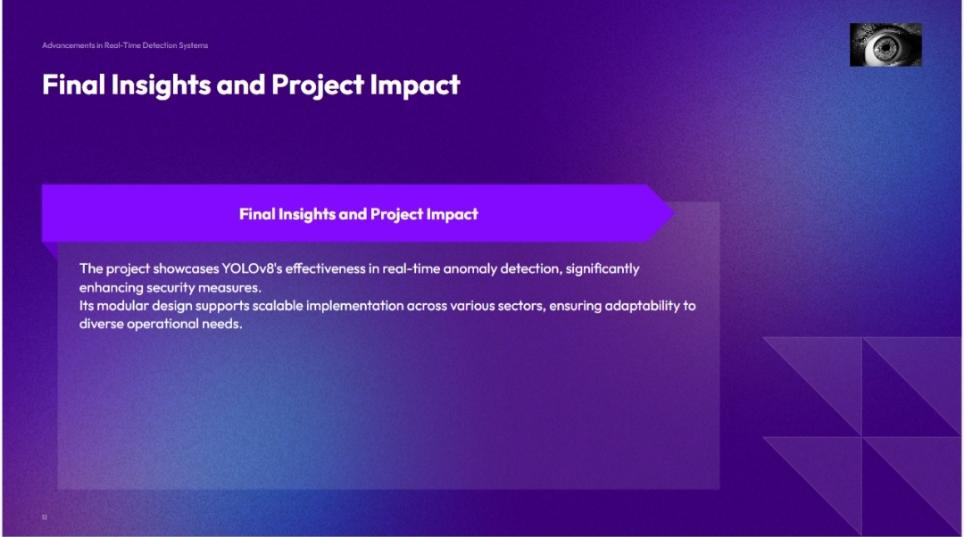 Advancements in Real-Time Detection Systems
Final Insights and Project Impact
Final Insights and Project Impact
The project showcases YOLOv8's effectiveness in real-time anomaly detection, significantly
enhancing security measures.
Its modular design supports scalable implementation across various sectors, ensuring adaptability to
diverse operational needs.